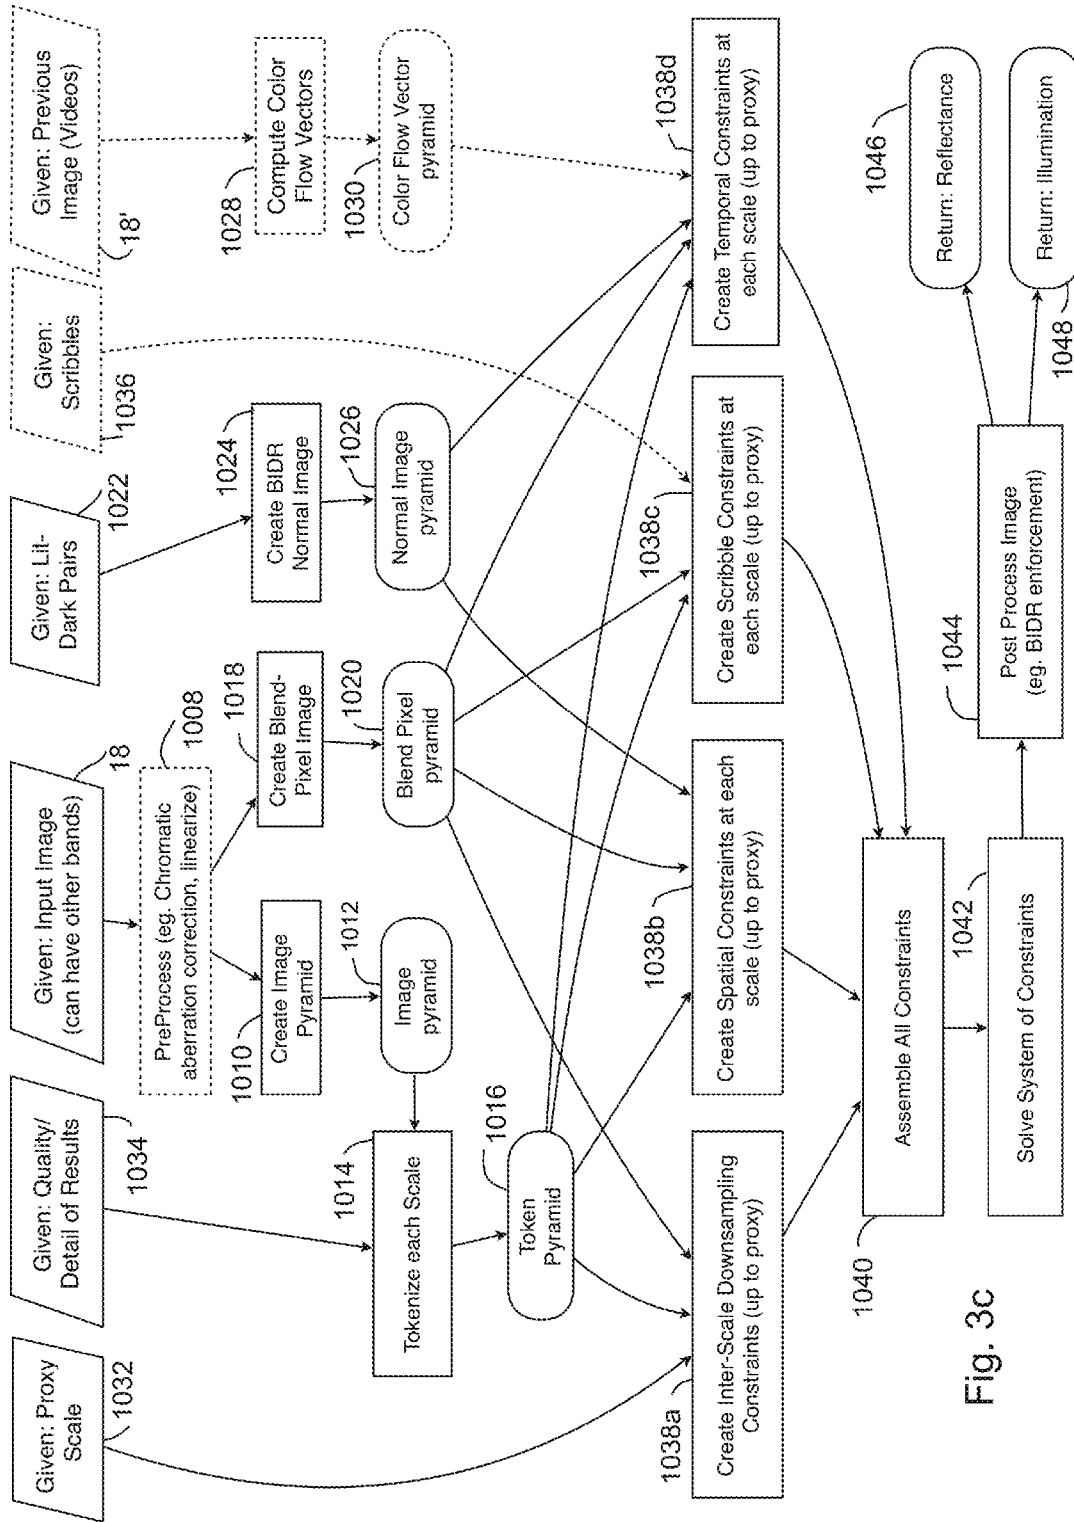 Given: Proxy
Scale
1032
Given: Quality/
Detail of Results
1034
Given: Input Image
(can have other bands)
18
Given: Lit-
Dark Pairs
1022
Given:
Scribbles
1036
Given: Previous
Image (Videos)
18'
PreProcess (eg. Chromatic
aberration correction, linearize)
1008
1010
Create Image
Pyramid
1018
Create Blend-
Pixel Image
1024
Create BIDR
Normal Image
1028
Compute Color
Flow Vectors
1014
Tokenize each Scale
1012
Image
pyramid
1020
Blend Pixel
pyramid
1026
Normal Image
pyramid
1030
Color Flow Vector
pyramid
1016
Token
Pyramid
1038a
Create Inter-Scale Downsampling
Constraints (up to proxy)
1038b
Create Spatial Constraints at each
scale (up to proxy)
1038c
Create Scribble Constraints at
each scale (up to proxy)
1038d
Create Temporal Constraints at
each scale (up to proxy)
1040
Assemble All Constraints
1042
Solve System of Constraints
1044
Post Process Image
(eg. BIDR enforcement)
1046
Return: Reflectance
Return: Illumination
1048
Fig. 3c